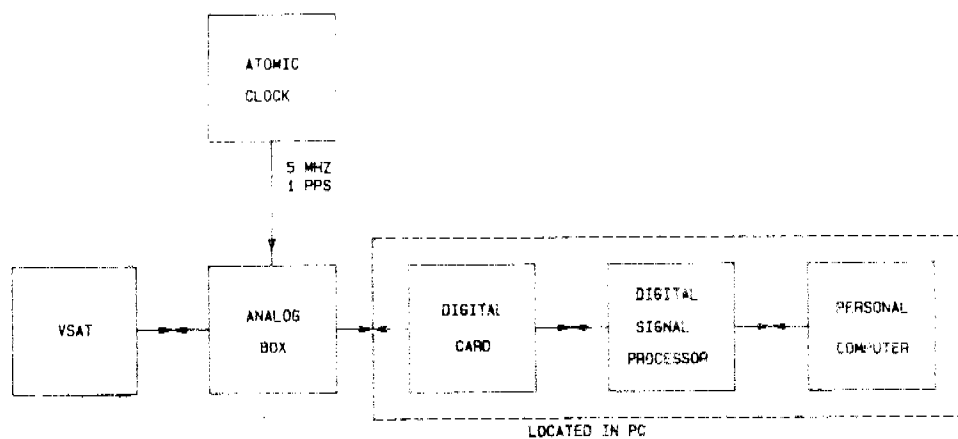 ATOMIC
CLOCK
5 MHZ
1 PPS
VSAT
ANALOG
BOX
DIGITAL
CARD
DIGITAL
SIGNAL
PROCESSOR
PERSONAL
COMPUTER
LOCATED IN PC